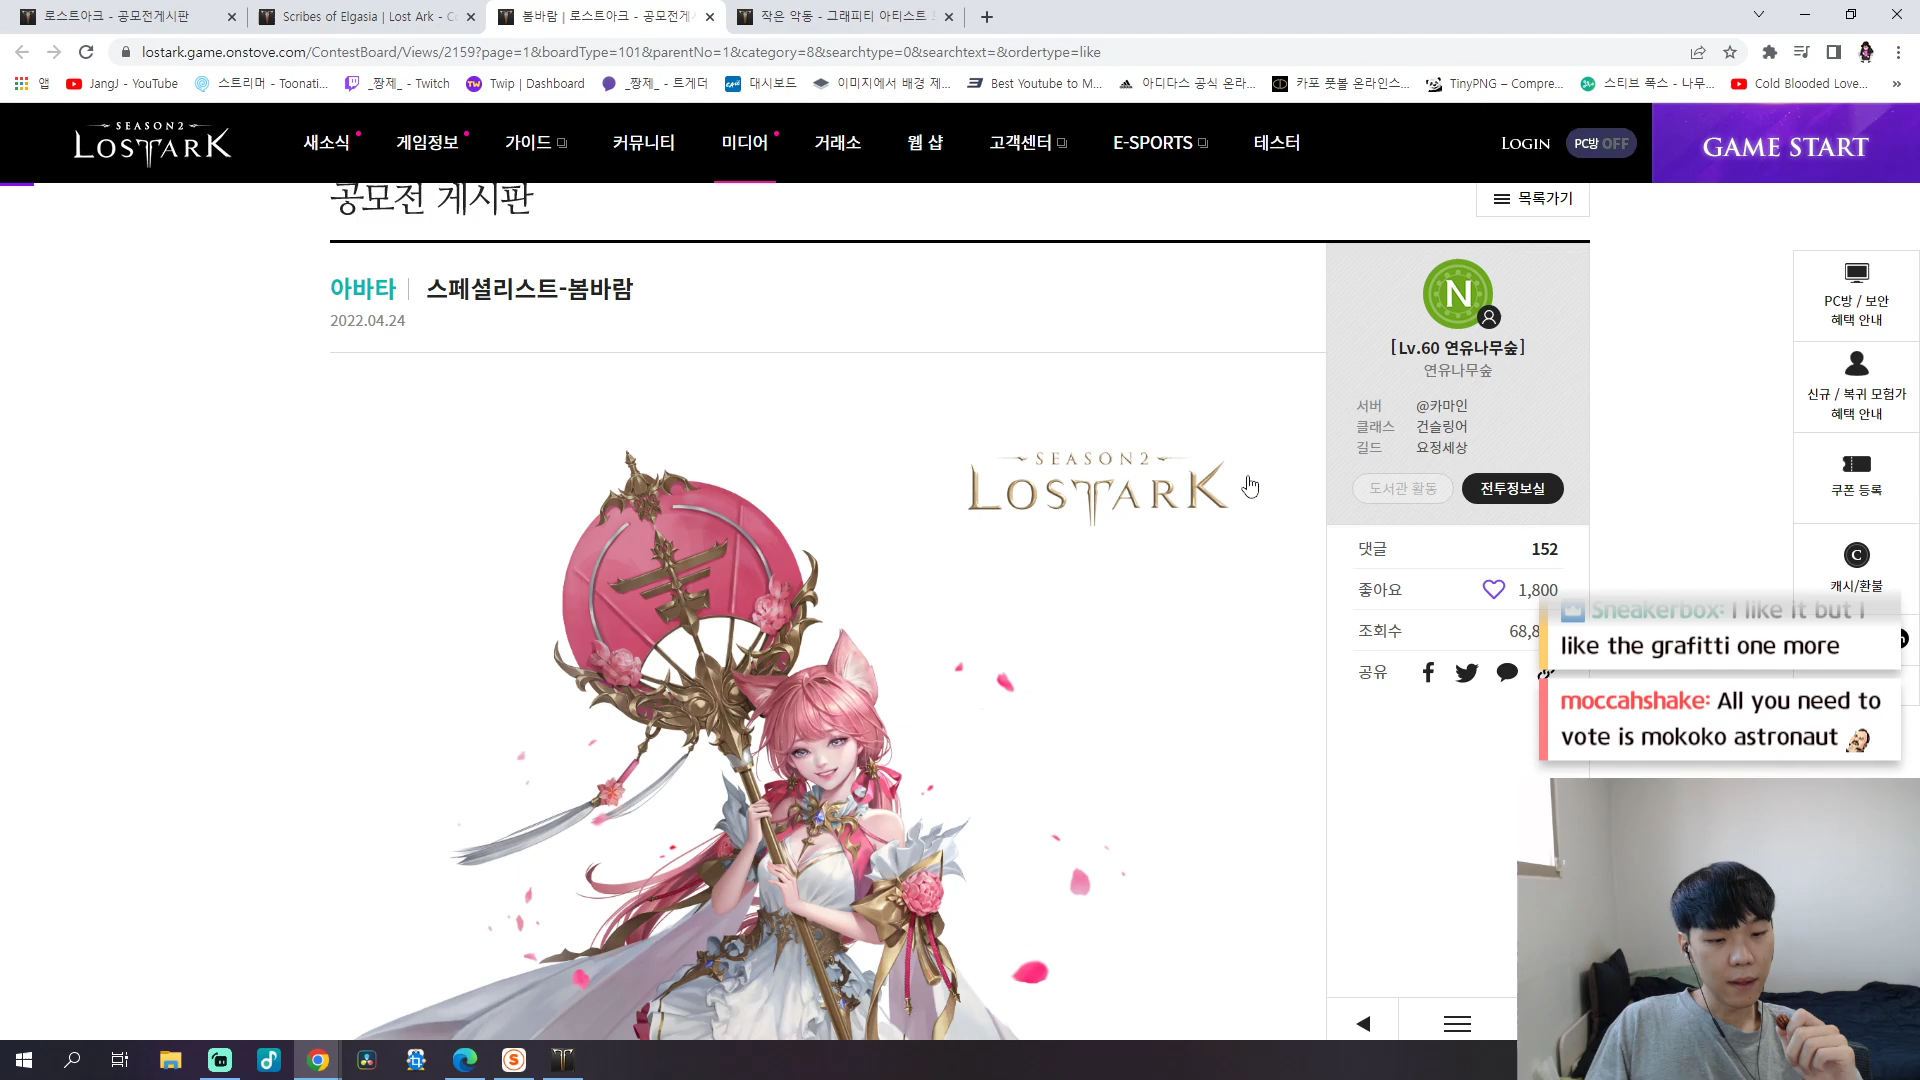 로스트아크 - 공모전게시판
Scribes of Elgasia | Lost Ark - C
봄바람 | 로스트아크 - 공모전게시
작은 악동 - 그래피티 아티스트
lostark.game.onstove.com/ContestBoard/Views/2159?page=1&boardType=101&parentNo=1&category=8&searchtype=0&searchtext=&ordertype=like
앱
JangJ - YouTube
스트리머 - Toonati...
_짱제_ - Twitch
Twip | Dashboard
_짱제_ - 트게더
대시보드
이미지에서 배경 제...
Best Youtube to M...
아디다스 공식 온라...
카포 풋볼 온라인스...
TinyPNG – Compre...
스티브 폭스 - 나무...
Cold Blooded Love...
SEASON2
LOSTARK
새소식
게임정보
가이드
커뮤니티
미디어
거래소
웹 샵
고객센터
E-SPORTS
테스터
LOGIN
PC방 OFF
GAME START
공모전 게시판
목록가기
아바타
스페셜리스트-봄바람
2022.04.24
SEASON2
LOSTARK
N
[Lv.60 연유나무숲]
연유나무숲
서버 @카마인
클래스 건슬링어
길드 요정세상
도서관 활동
전투정보실
댓글 152
좋아요 1,800
조회수 68,8
공유
PC방 / 보안
혜택 안내
신규 / 복귀 모험가
혜택 안내
쿠폰 등록
C
캐시/환불
Sneakerbox: I like it but I
like the grafitti one more
moccahshake: All you need to
vote is mokoko astronaut